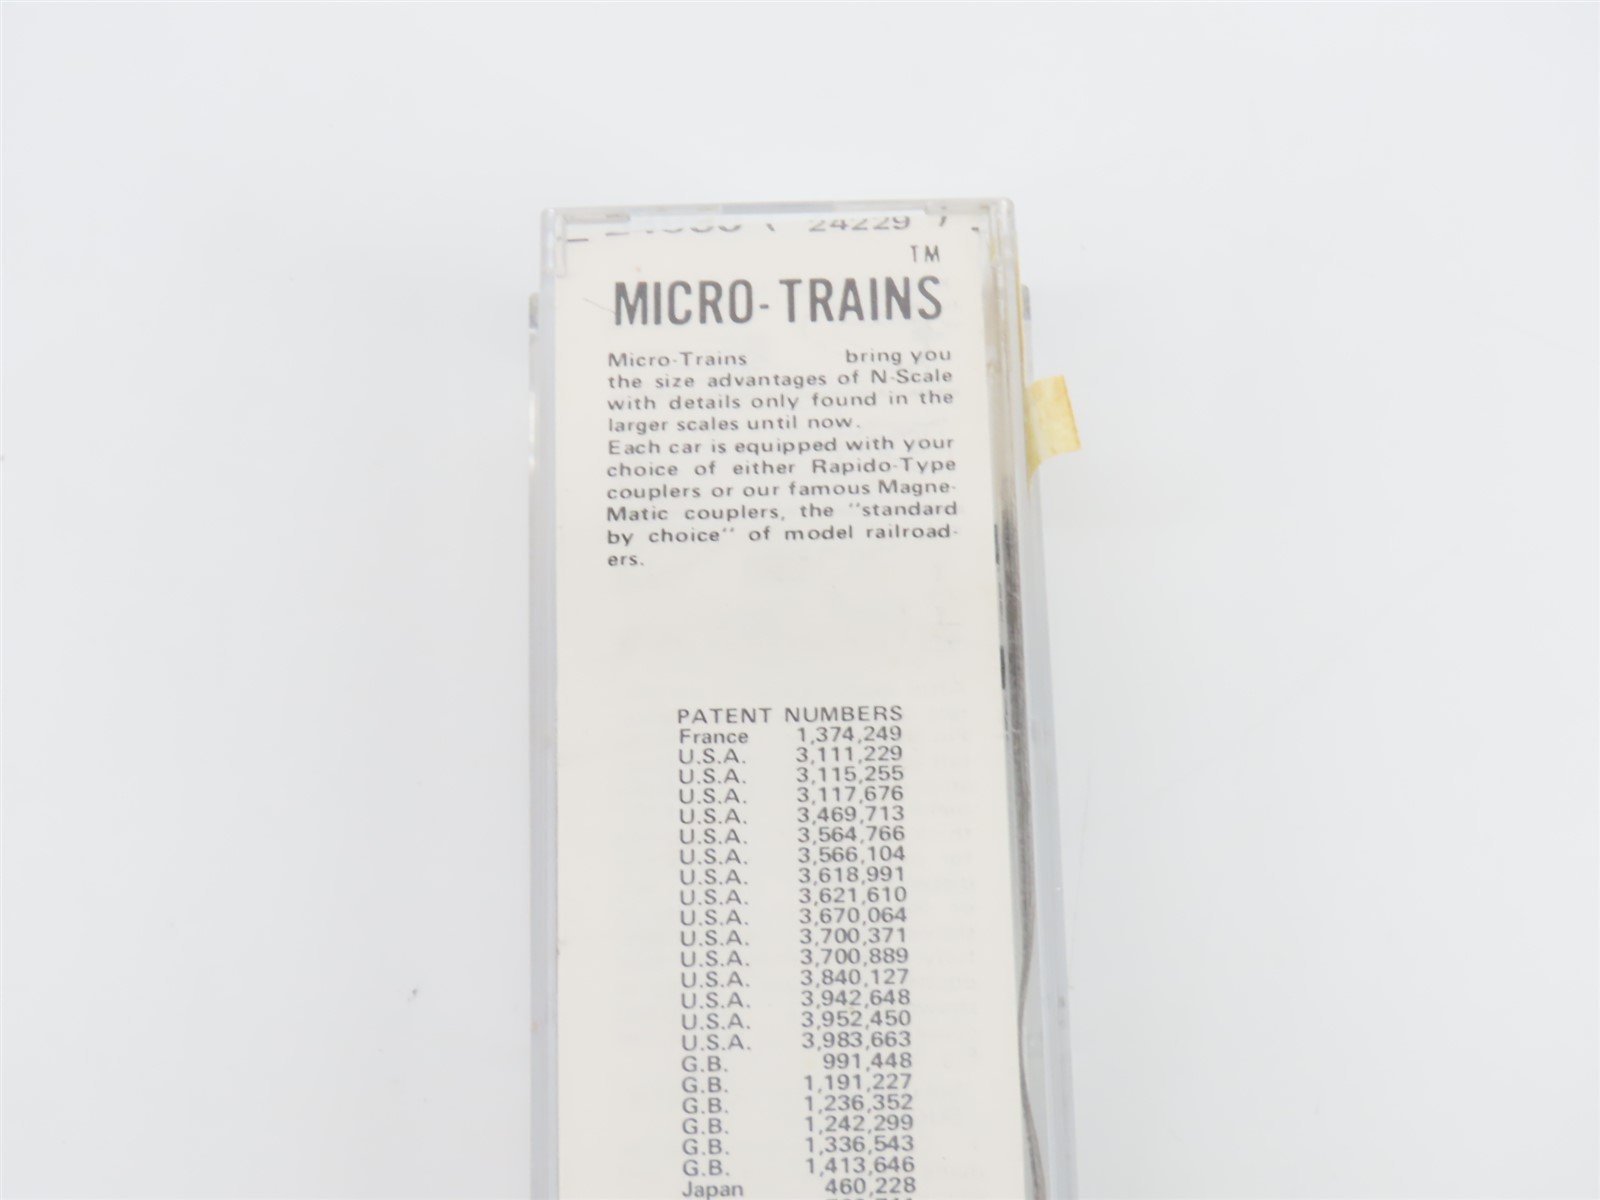 24229 7
TM
MICRO-TRAINS
Micro-Trains bring you
the size advantages of N-Scale
with details only found in the
larger scales until now.
Each car is equipped with your
choice of either Rapido-Type
couplers or our famous Magne-
Matic couplers, the "standard
by choice" of model railroad-
ers.
PATENT NUMBERS
France 1,374,249
U.S.A. 3,111,229
U.S.A. 3,115,255
U.S.A. 3,117,676
U.S.A. 3,469,713
U.S.A. 3,564,766
U.S.A. 3,566,104
U.S.A. 3,618,991
U.S.A. 3,621,610
U.S.A. 3,670,064
U.S.A. 3,700,371
U.S.A. 3,700,889
U.S.A. 3,840,127
U.S.A. 3,942,648
U.S.A. 3,952,450
U.S.A. 3,983,663
G.B. 991,448
G.B. 1,191,227
G.B. 1,236,352
G.B. 1,242,299
G.B. 1,336,543
G.B. 1,413,646
Japan 460,228